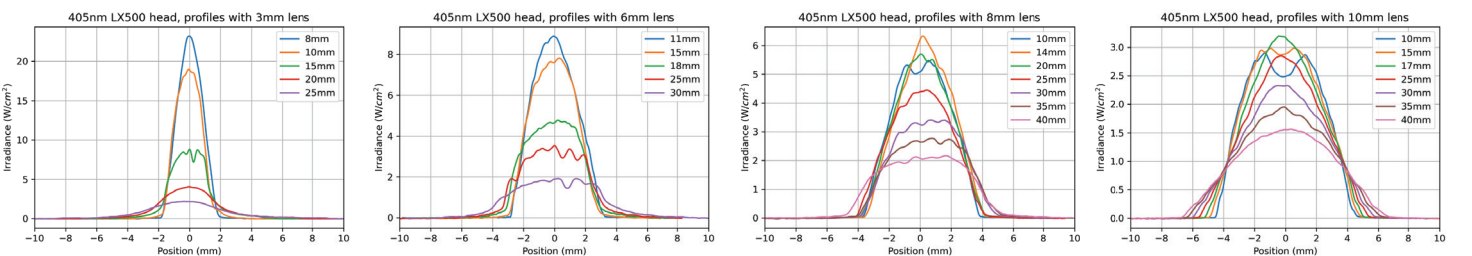 405nm LX500 head, profiles with 3mm lens
Irradiance (W/cm²)
20
15
10
5
0
−10 −8 −6 −4 −2 0 2 4 6 8 10
Position (mm)
8mm
10mm
15mm
20mm
25mm
405nm LX500 head, profiles with 6mm lens
Irradiance (W/cm²)
8
6
4
2
0
−10 −8 −6 −4 −2 0 2 4 6 8 10
Position (mm)
11mm
15mm
18mm
25mm
30mm
405nm LX500 head, profiles with 8mm lens
Irradiance (W/cm²)
6
5
4
3
2
1
0
−10 −8 −6 −4 −2 0 2 4 6 8 10
Position (mm)
10mm
14mm
20mm
25mm
30mm
35mm
40mm
405nm LX500 head, profiles with 10mm lens
Irradiance (W/cm²)
3.0
2.5
2.0
1.5
1.0
0.5
0.0
−10 −8 −6 −4 −2 0 2 4 6 8 10
Position (mm)
10mm
15mm
17mm
25mm
30mm
35mm
40mm